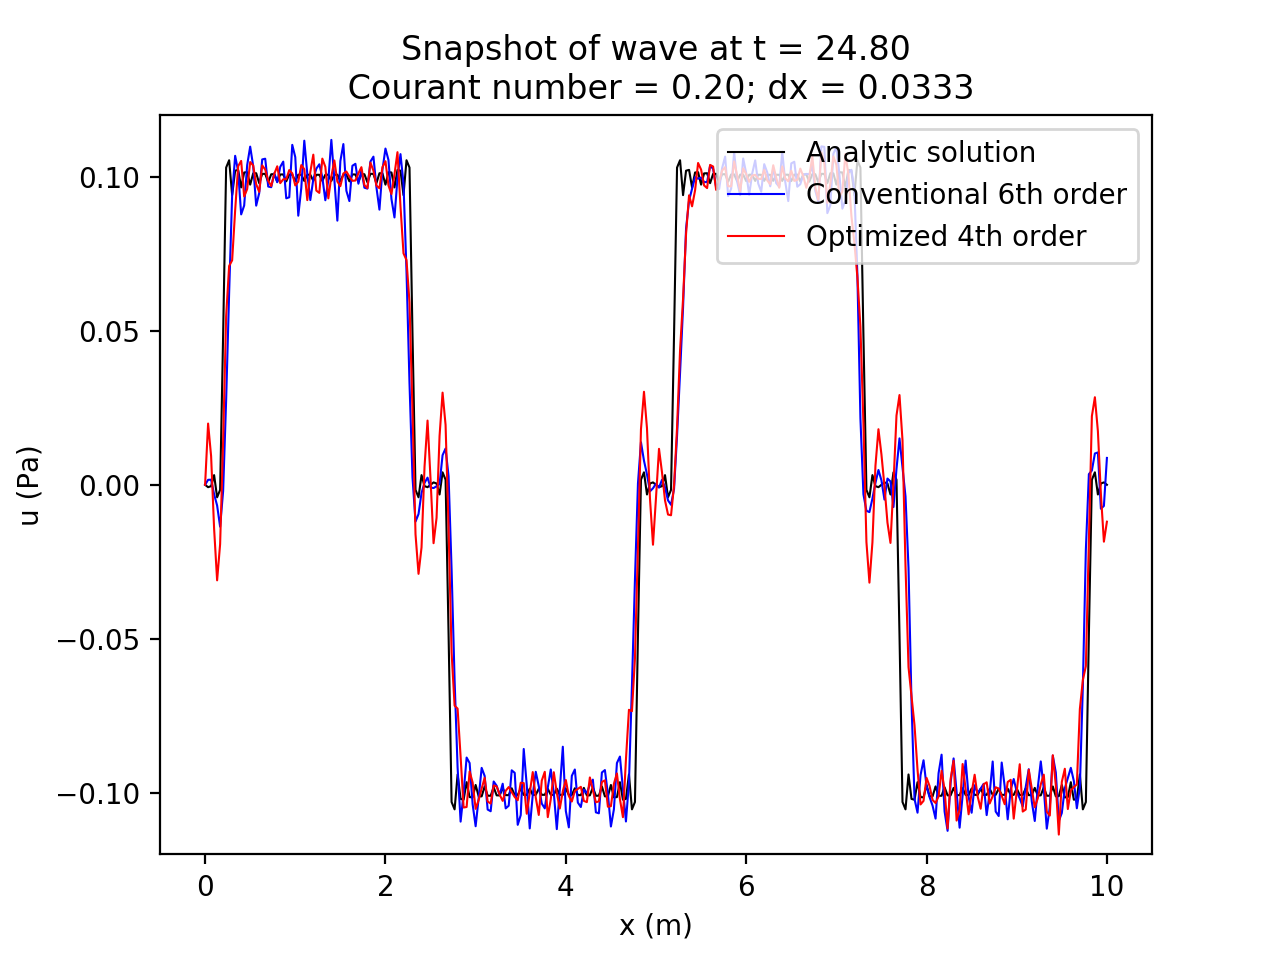 Snapshot of wave at t = 24.80
Courant number = 0.20; dx = 0.0333
Analytic solution
Conventional 6th order
Optimized 4th order
u (Pa)
0.10
0.05
0.00
−0.05
−0.10
0 2 4 6 8 10
x (m)